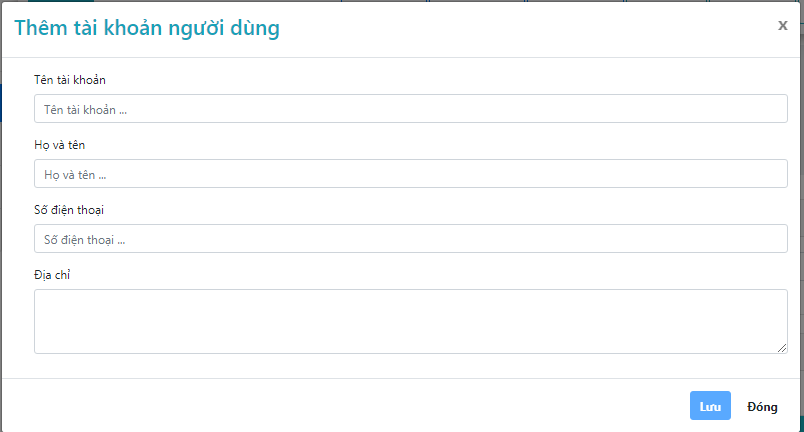 Thêm tài khoản người dùng
x
Tên tài khoản
Tên tài khoản ...
Họ và tên
Họ và tên ...
Số điện thoại
Số điện thoại ...
Địa chỉ
Lưu
Đóng